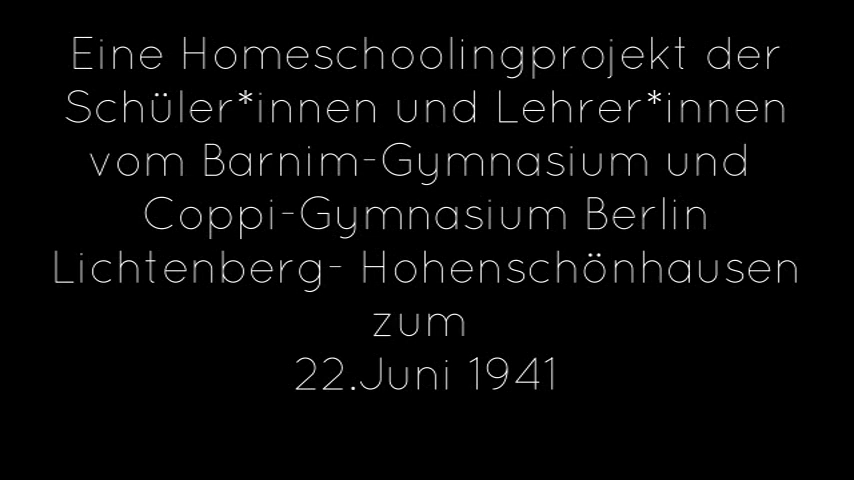 Eine Homeschoolingprojekt der
Schüler*innen und Lehrer*innen
vom Barnim-Gymnasium und
Coppi-Gymnasium Berlin
Lichtenberg- Hohenschönhausen
zum
22.Juni 1941